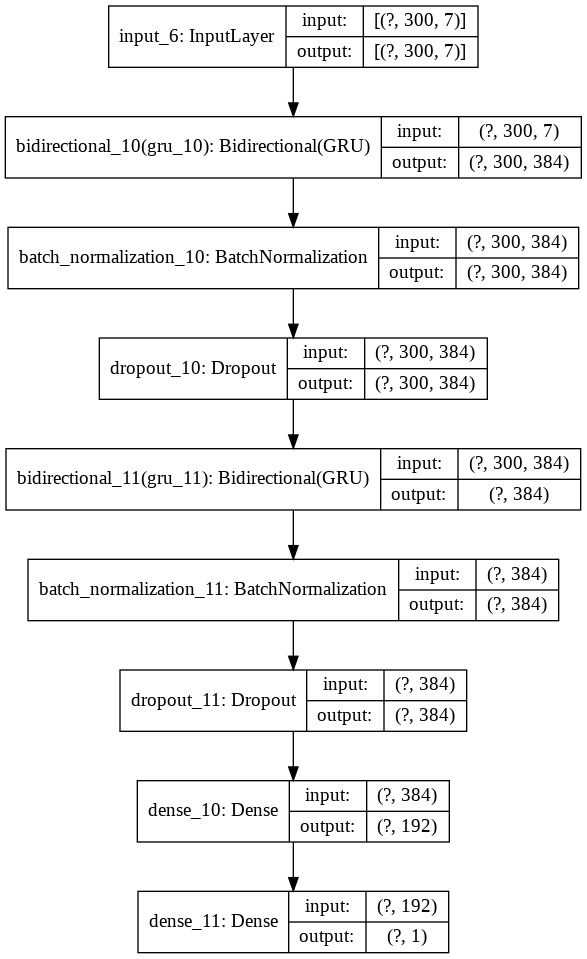 input_6: InputLayer
input:
[(?, 300, 7)]
output:
[(?, 300, 7)]
bidirectional_10(gru_10): Bidirectional(GRU)
input:
(?, 300, 7)
output:
(?, 300, 384)
batch_normalization_10: BatchNormalization
input:
(?, 300, 384)
output:
(?, 300, 384)
dropout_10: Dropout
input:
(?, 300, 384)
output:
(?, 300, 384)
bidirectional_11(gru_11): Bidirectional(GRU)
input:
(?, 300, 384)
output:
(?, 384)
batch_normalization_11: BatchNormalization
input:
(?, 384)
output:
(?, 384)
dropout_11: Dropout
input:
(?, 384)
output:
(?, 384)
dense_10: Dense
input:
(?, 384)
output:
(?, 192)
dense_11: Dense
input:
(?, 192)
output:
(?, 1)